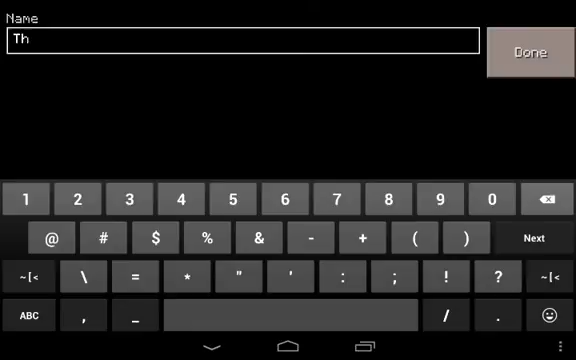 Name
Th
Done
1 2 3 4 5 6 7 8 9 0
@ # $ % & - + ( ) Next
~[< \ = * " ' : ; ! ? ~[<
ABC , _ / .